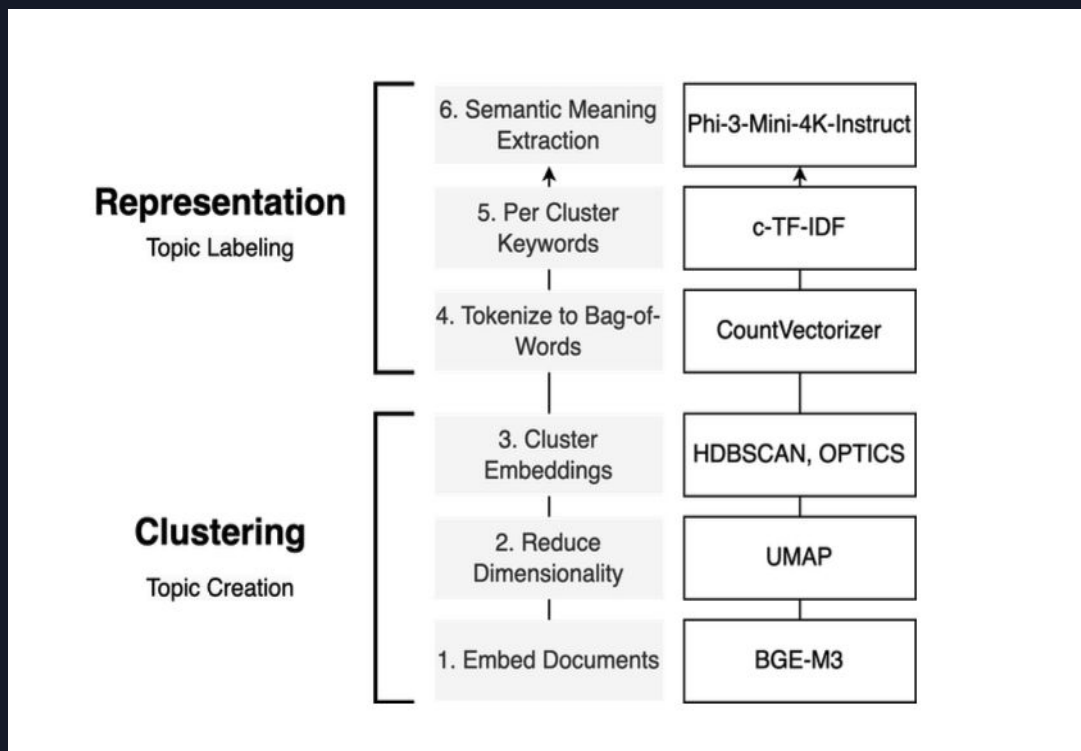 Representation
Topic Labeling
6. Semantic Meaning
Extraction
Phi-3-Mini-4K-Instruct
5. Per Cluster
Keywords
c-TF-IDF
4. Tokenize to Bag-of-
Words
CountVectorizer
Clustering
Topic Creation
3. Cluster
Embeddings
HDBSCAN, OPTICS
2. Reduce
Dimensionality
UMAP
1. Embed Documents
BGE-M3